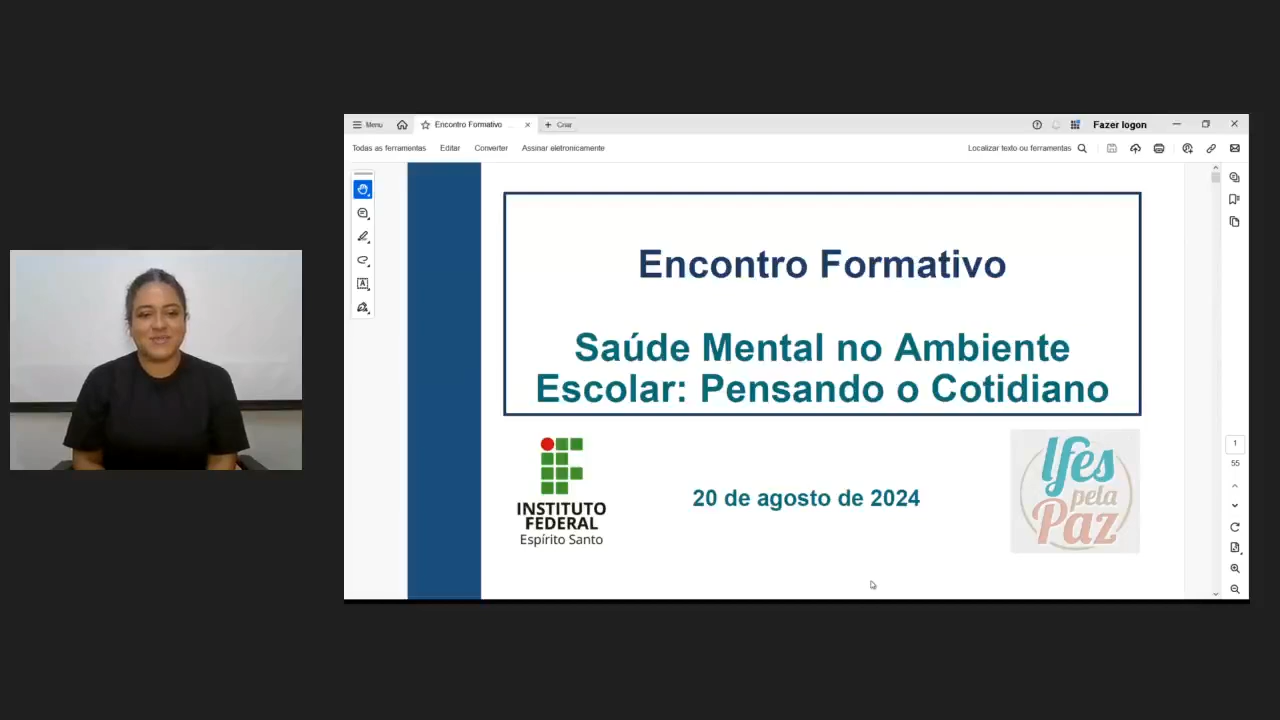 Menu
Encontro Formativo ...
Criar
Fazer logon
Todas as ferramentas
Editar
Converter
Assinar eletronicamente
Localizar texto ou ferramentas
Encontro Formativo
Saúde Mental no Ambiente
Escolar: Pensando o Cotidiano
INSTITUTO
FEDERAL
Espírito Santo
20 de agosto de 2024
Ifes
pela
Paz
1
55